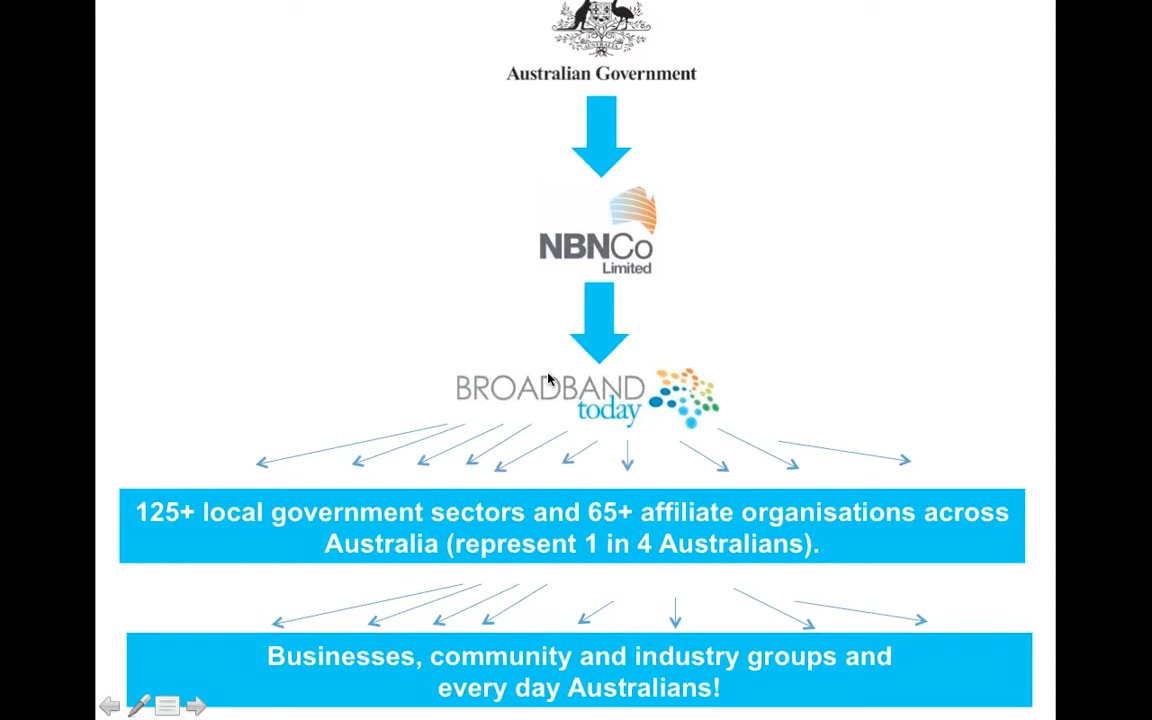 Australian Government
NBNCo
Limited
BROADBAND
today
125+ local government sectors and 65+ affiliate organisations across
Australia (represent 1 in 4 Australians).
Businesses, community and industry groups and
every day Australians!